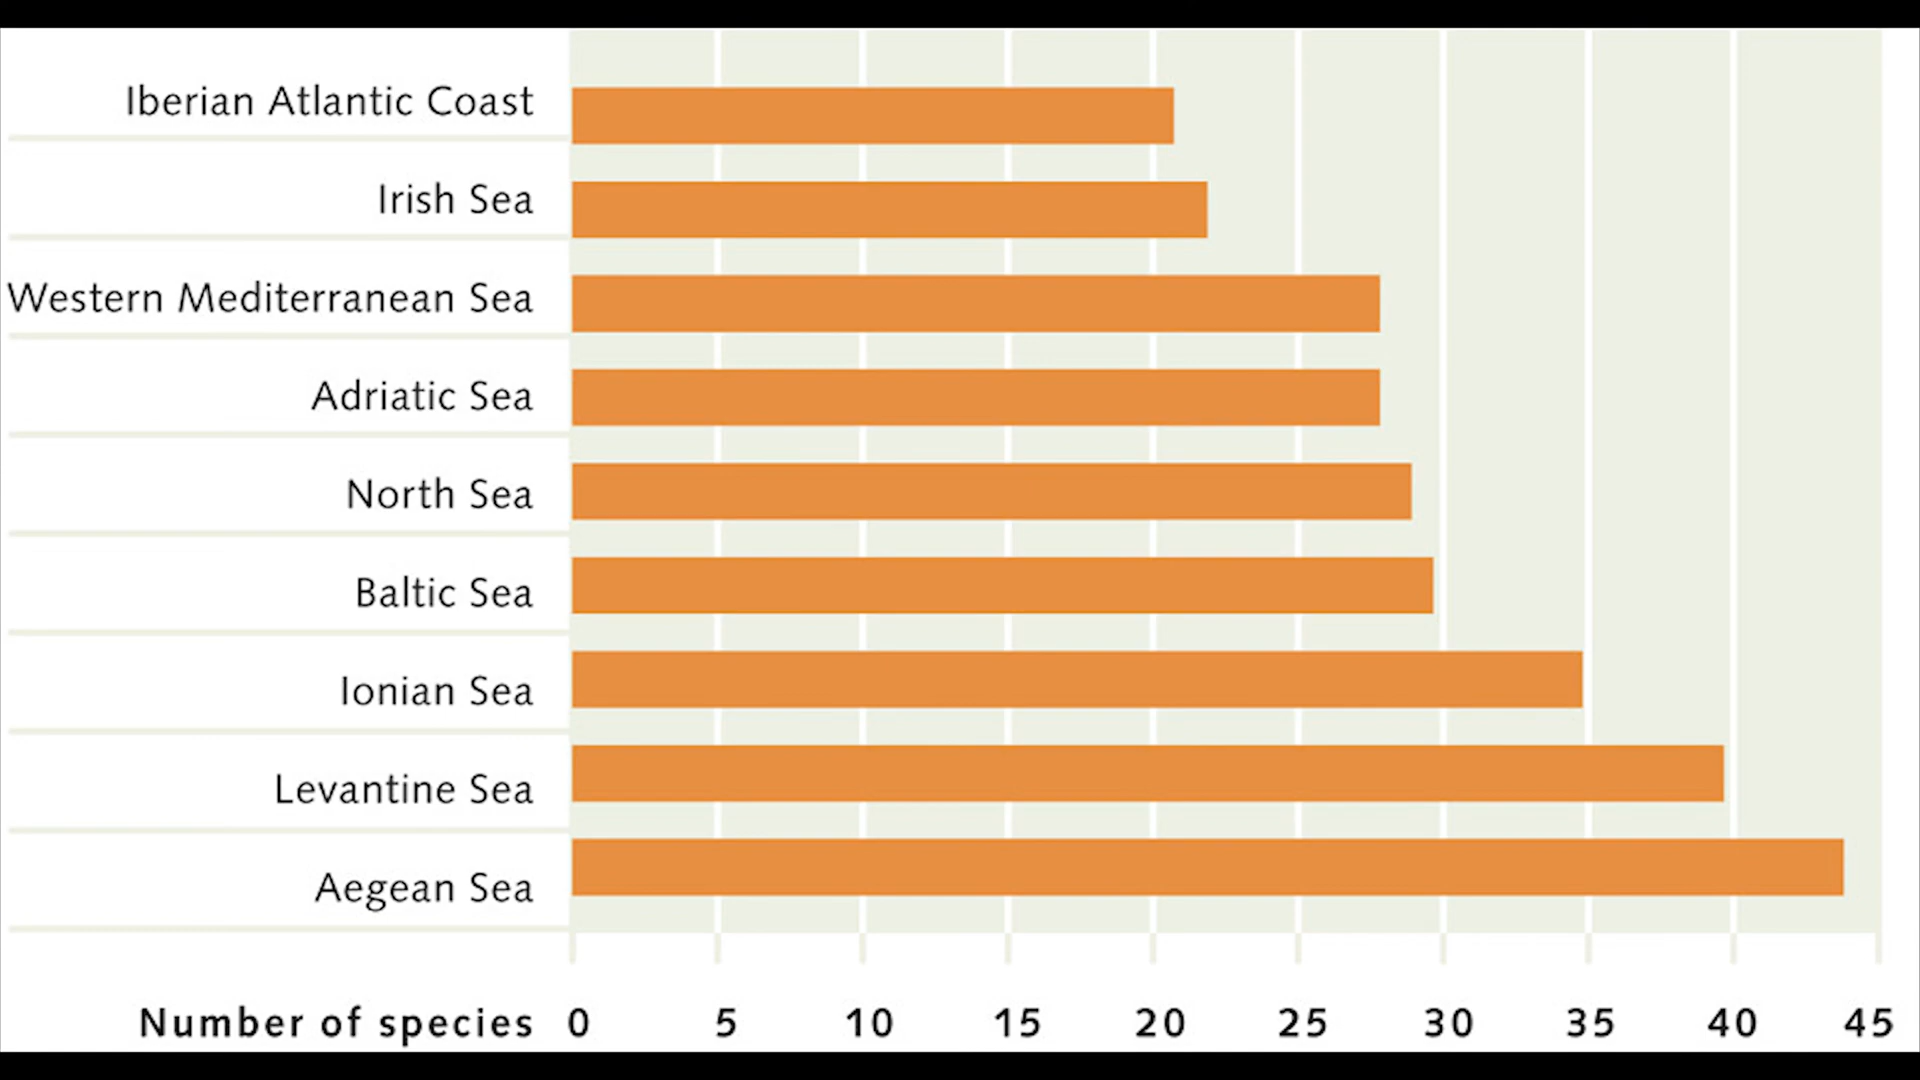 Iberian Atlantic Coast
Irish Sea
Western Mediterranean Sea
Adriatic Sea
North Sea
Baltic Sea
Ionian Sea
Levantine Sea
Aegean Sea
Number of species 0 5 10 15 20 25 30 35 40 45